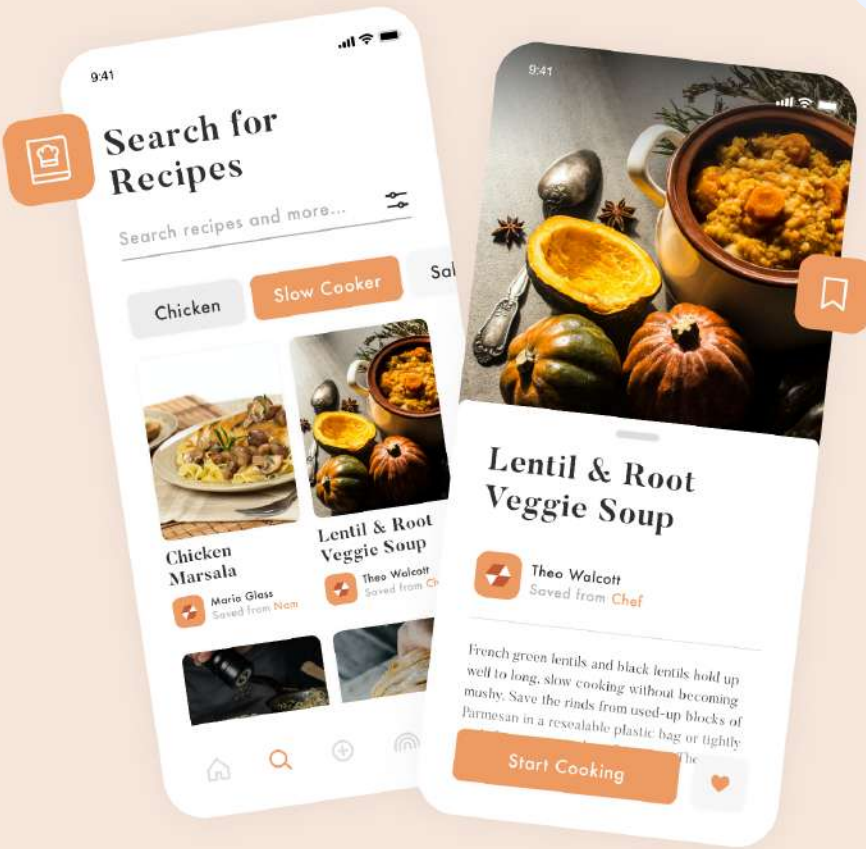 9:41
Search for
Recipes
Search recipes and more...
Chicken
Slow Cooker
Sal
Chicken
Marsala
Maria Glass
Saved from Nom
Lentil & Root
Veggie Soup
Theo Walcott
Saved from Ch
9:41
Lentil & Root
Veggie Soup
Theo Walcott
Saved from Chef
French green lentils and black lentils hold up
well to long, slow cooking without becoming
mushy. Save the rinds from used-up blocks of
Parmesan in a resealable plastic bag or tightly
The
Start Cooking